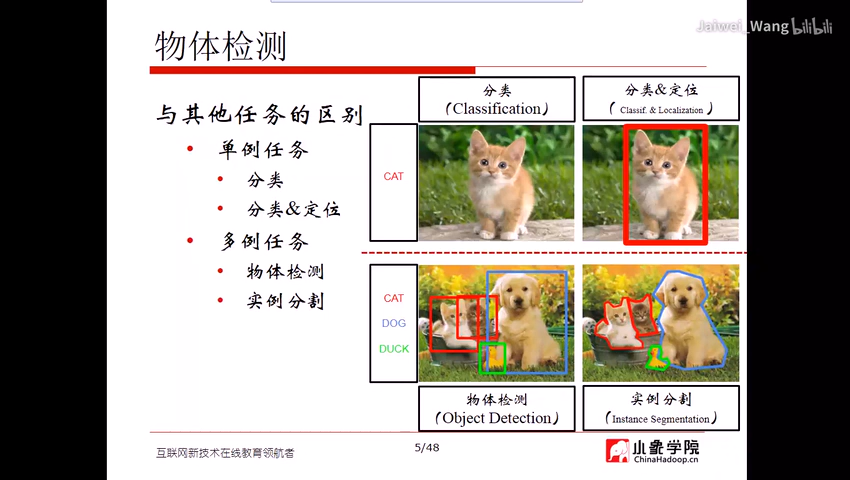 Jaiwei_Wang bilibili
物体检测
与其他任务的区别
• 单例任务
• 分类
• 分类&定位
• 多例任务
• 物体检测
• 实例分割
分类
(Classification)
分类&定位
(Classif. & Localization)
CAT
CAT
DOG
DUCK
物体检测
(Object Detection)
实例分割
(Instance Segmentation)
互联网新技术在线教育领航者
5/48
小象学院
ChinaHadoop.cn